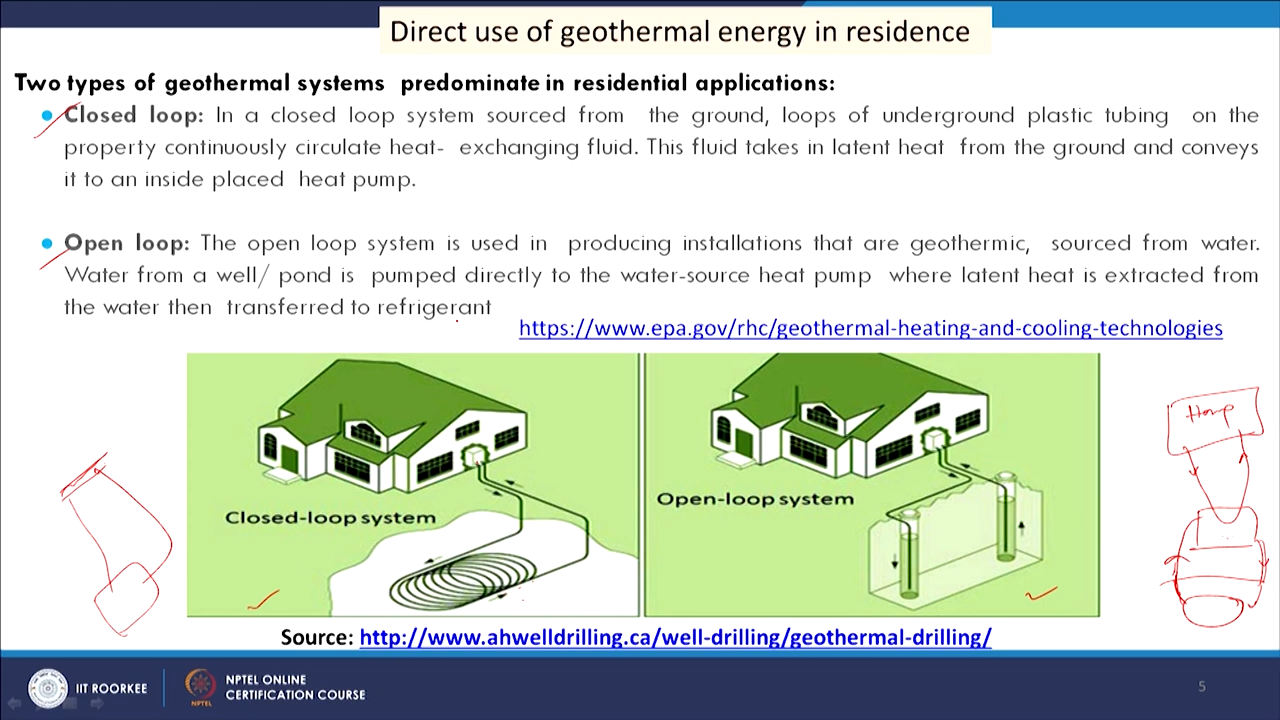 Direct use of geothermal energy in residence
Two types of geothermal systems predominate in residential applications:
• Closed loop: In a closed loop system sourced from the ground, loops of underground plastic tubing on the
property continuously circulate heat- exchanging fluid. This fluid takes in latent heat from the ground and conveys
it to an inside placed heat pump.
• Open loop: The open loop system is used in producing installations that are geothermic, sourced from water.
Water from a well/ pond is pumped directly to the water-source heat pump where latent heat is extracted from
the water then transferred to refrigerant
https://www.epa.gov/rhc/geothermal-heating-and-cooling-technologies
Closed-loop system
Open-loop system
Source: http://www.ahwelldrilling.ca/well-drilling/geothermal-drilling/
IIT ROORKEE
NPTEL
NPTEL ONLINE
CERTIFICATION COURSE
5